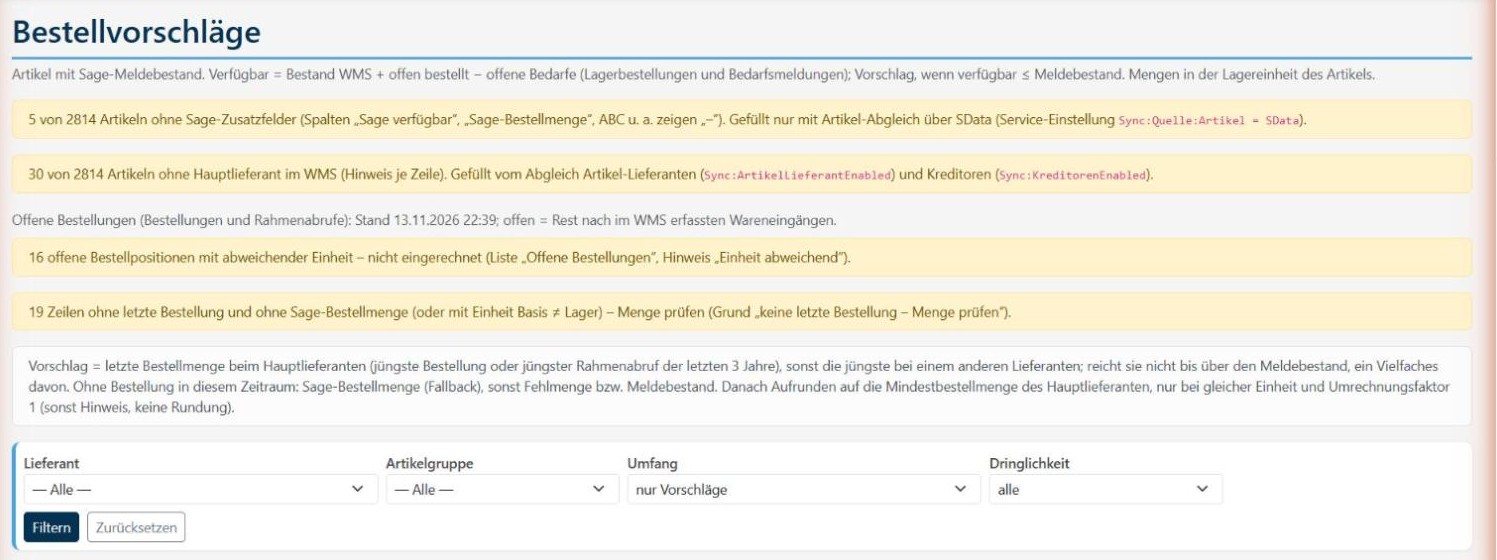 Bestellvorschläge
Artikel mit Sage-Meldebestand. Verfügbar = Bestand WMS + offen bestellt − offene Bedarfe (Lagerbestellungen und Bedarfsmeldungen); Vorschlag, wenn verfügbar ≤ Meldebestand. Mengen in der Lagereinheit des Artikels.
5 von 2814 Artikeln ohne Sage-Zusatzfelder (Spalten „Sage verfügbar“, „Sage-Bestellmenge“, ABC u. a. zeigen „–“). Gefüllt nur mit Artikel-Abgleich über SData (Service-Einstellung Sync:Quelle:Artikel = SData).
30 von 2814 Artikeln ohne Hauptlieferant im WMS (Hinweis je Zeile). Gefüllt vom Abgleich Artikel-Lieferanten (Sync:ArtikelLieferantEnabled) und Kreditoren (Sync:KreditorenEnabled).
Offene Bestellungen (Bestellungen und Rahmenabrufe): Stand 13.11.2026 22:39; offen = Rest nach im WMS erfassten Wareneingängen.
16 offene Bestellpositionen mit abweichender Einheit – nicht eingerechnet (Liste „Offene Bestellungen“, Hinweis „Einheit abweichend“).
19 Zeilen ohne letzte Bestellung und ohne Sage-Bestellmenge (oder mit Einheit Basis ≠ Lager) – Menge prüfen (Grund „keine letzte Bestellung – Menge prüfen“).
Vorschlag = letzte Bestellmenge beim Hauptlieferanten (jüngste Bestellung oder jüngster Rahmenabruf der letzten 3 Jahre), sonst die jüngste bei einem anderen Lieferanten; reicht sie nicht bis über den Meldebestand, ein Vielfaches
davon. Ohne Bestellung in diesem Zeitraum: Sage-Bestellmenge (Fallback), sonst Fehlmenge bzw. Meldebestand. Danach Aufrunden auf die Mindestbestellmenge des Hauptlieferanten, nur bei gleicher Einheit und Umrechnungsfaktor
1 (sonst Hinweis, keine Rundung).
Lieferant Artikelgruppe Umfang Dringlichkeit
— Alle — — Alle — nur Vorschläge alle
Filtern Zurücksetzen